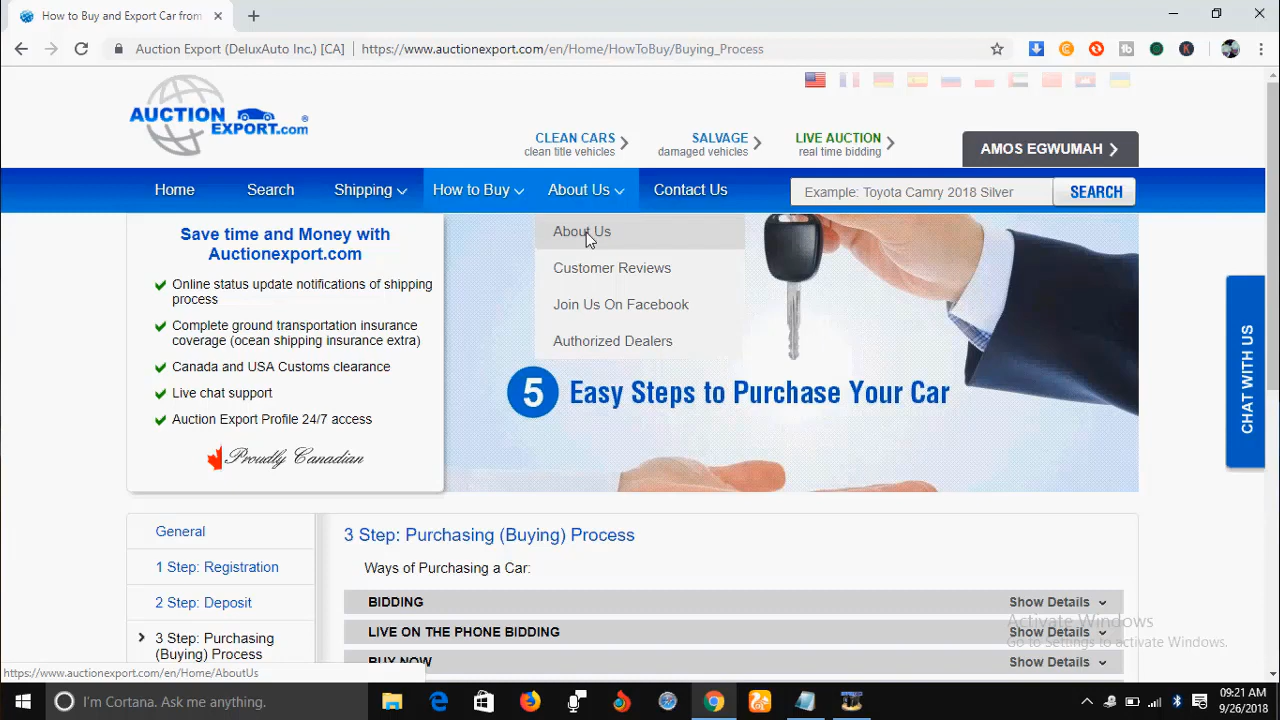 How to Buy and Export Car from
Auction Export (DeluxAuto Inc.) [CA]
https://www.auctionexport.com/en/Home/HowToBuy/Buying_Process
AUCTION
EXPORT.com
®
CLEAN CARS
clean title vehicles
SALVAGE
damaged vehicles
LIVE AUCTION
real time bidding
AMOS EGWUMAH
Home
Search
Shipping
How to Buy
About Us
Contact Us
Example: Toyota Camry 2018 Silver
SEARCH
Save time and Money with
Auctionexport.com
Online status update notifications of shipping
process
Complete ground transportation insurance
coverage (ocean shipping insurance extra)
Canada and USA Customs clearance
Live chat support
Auction Export Profile 24/7 access
Proudly Canadian
About Us
Customer Reviews
Join Us On Facebook
Authorized Dealers
5 Easy Steps to Purchase Your Car
CHAT WITH US
General
1 Step: Registration
2 Step: Deposit
3 Step: Purchasing
(Buying) Process
3 Step: Purchasing (Buying) Process
Ways of Purchasing a Car:
BIDDING
Show Details
LIVE ON THE PHONE BIDDING
Show Details
BUY NOW
Show Details
Activate Windows
Go to Settings to activate Windows.
https://www.auctionexport.com/en/Home/AboutUs
I'm Cortana. Ask me anything.
09:21 AM
9/26/2018